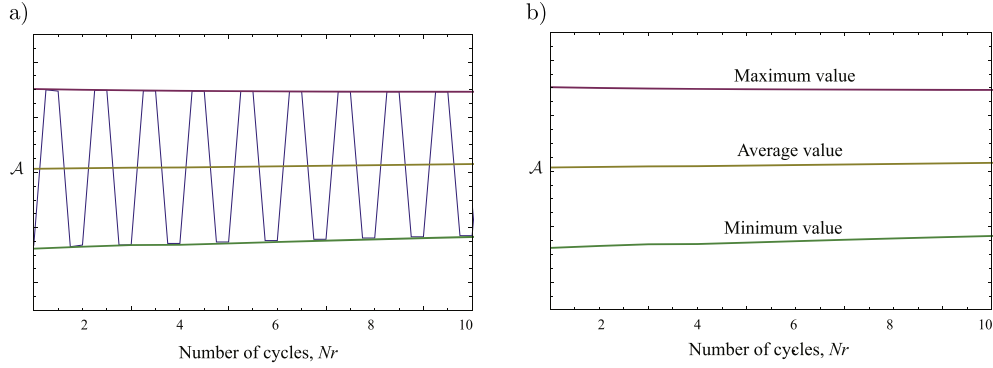 a)
𝒜
2 4 6 8 10
Number of cycles, Nr
b)
Maximum value
Average value
𝒜
Minimum value
2 4 6 8 10
Number of cycles, Nr